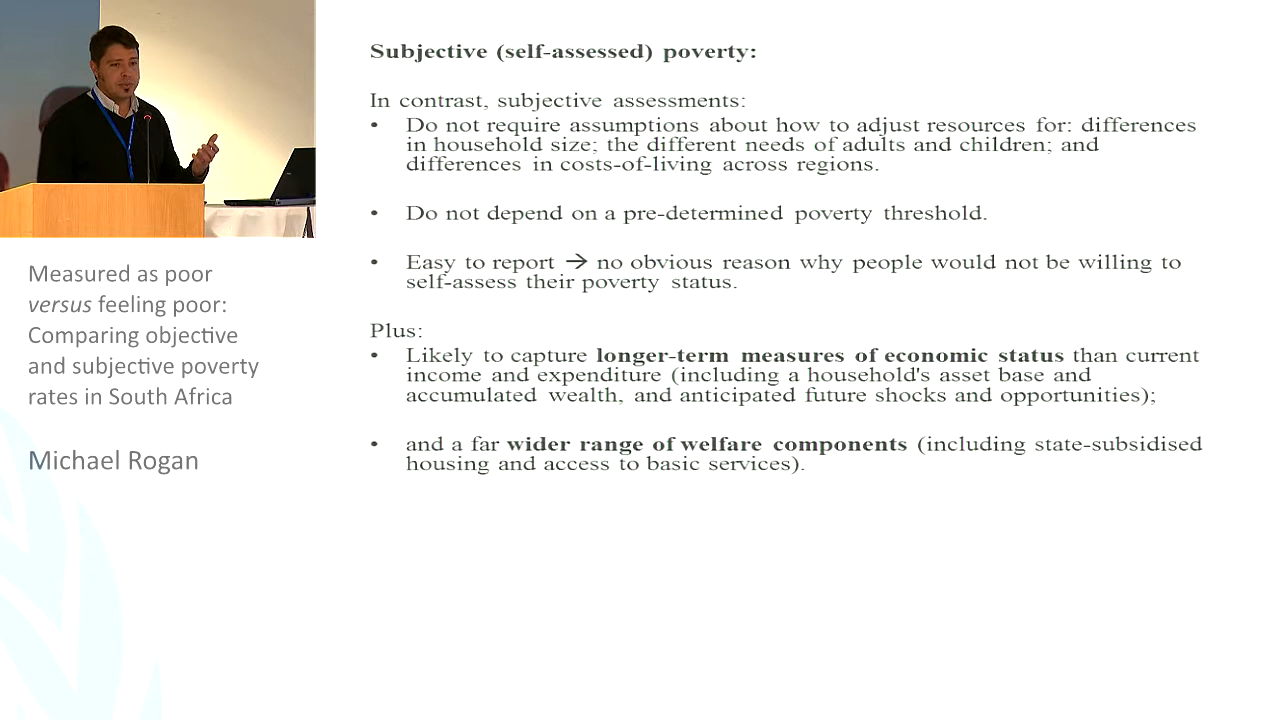 Measured as poor
versus feeling poor:
Comparing objective
and subjective poverty
rates in South Africa
Michael Rogan
Subjective (self-assessed) poverty:
In contrast, subjective assessments:
• Do not require assumptions about how to adjust resources for: differences
in household size; the different needs of adults and children; and
differences in costs-of-living across regions.
• Do not depend on a pre-determined poverty threshold.
• Easy to report → no obvious reason why people would not be willing to
self-assess their poverty status.
Plus:
• Likely to capture longer-term measures of economic status than current
income and expenditure (including a household's asset base and
accumulated wealth, and anticipated future shocks and opportunities);
• and a far wider range of welfare components (including state-subsidised
housing and access to basic services).